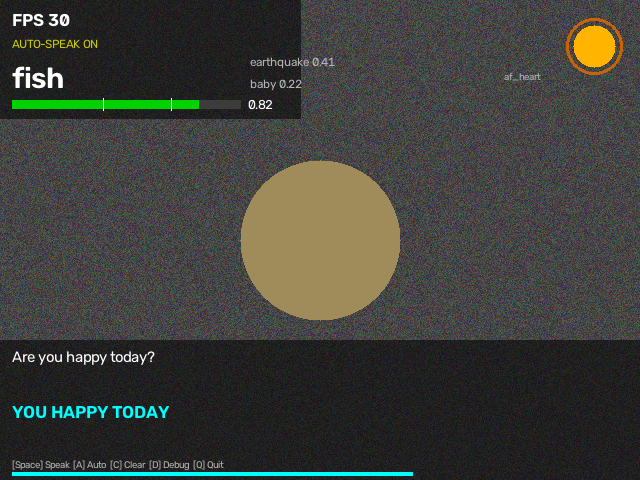 FPS 30
AUTO-SPEAK ON
fish
earthquake 0.41
baby 0.22
0.82
af_heart
Are you happy today?
YOU HAPPY TODAY
[Space] Speak [A] Auto [C] Clear [D] Debug [Q] Quit